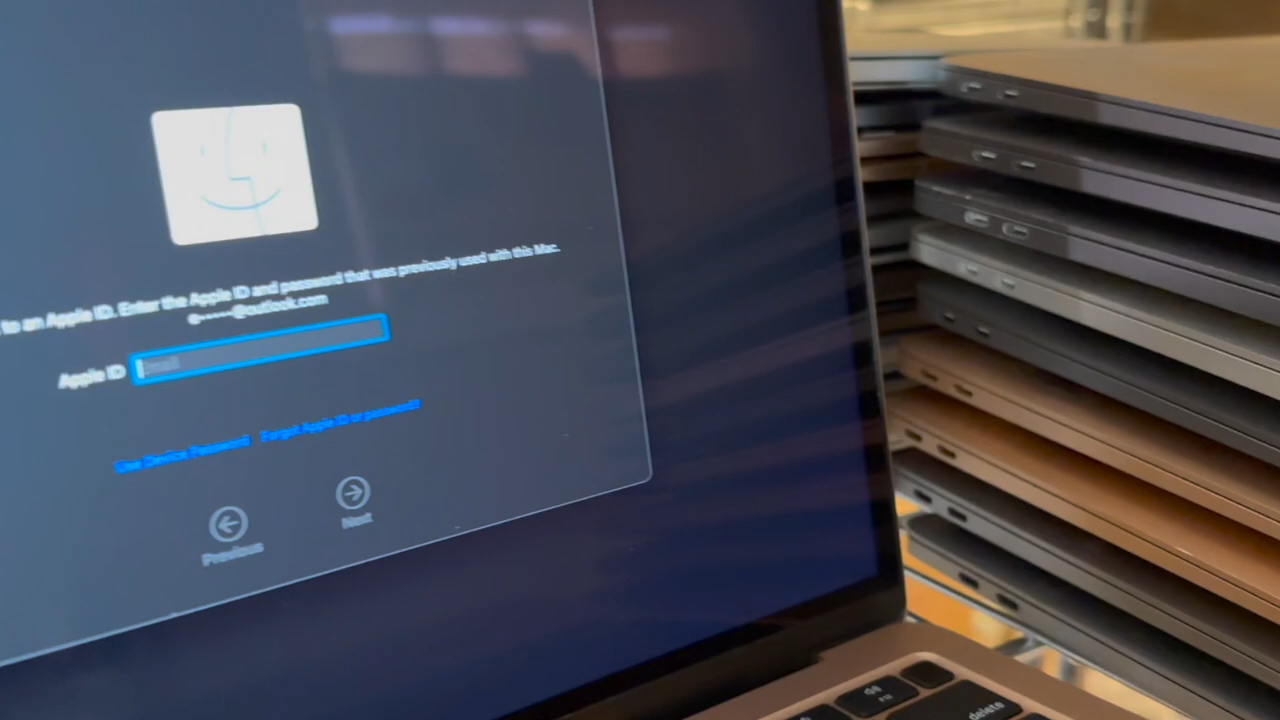 to an Apple ID. Enter the Apple ID and password that was previously used with this Mac.
e•••••@outlook.com
Apple ID
Use Device Password Forgot Apple ID or password?
Previous Next
delete